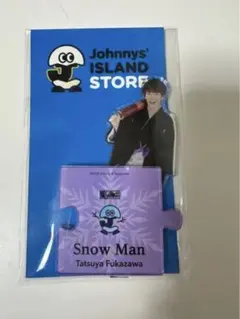 Johnnys'
ISLAND
STORE
Snow Man
Tatsuya Fukazawa